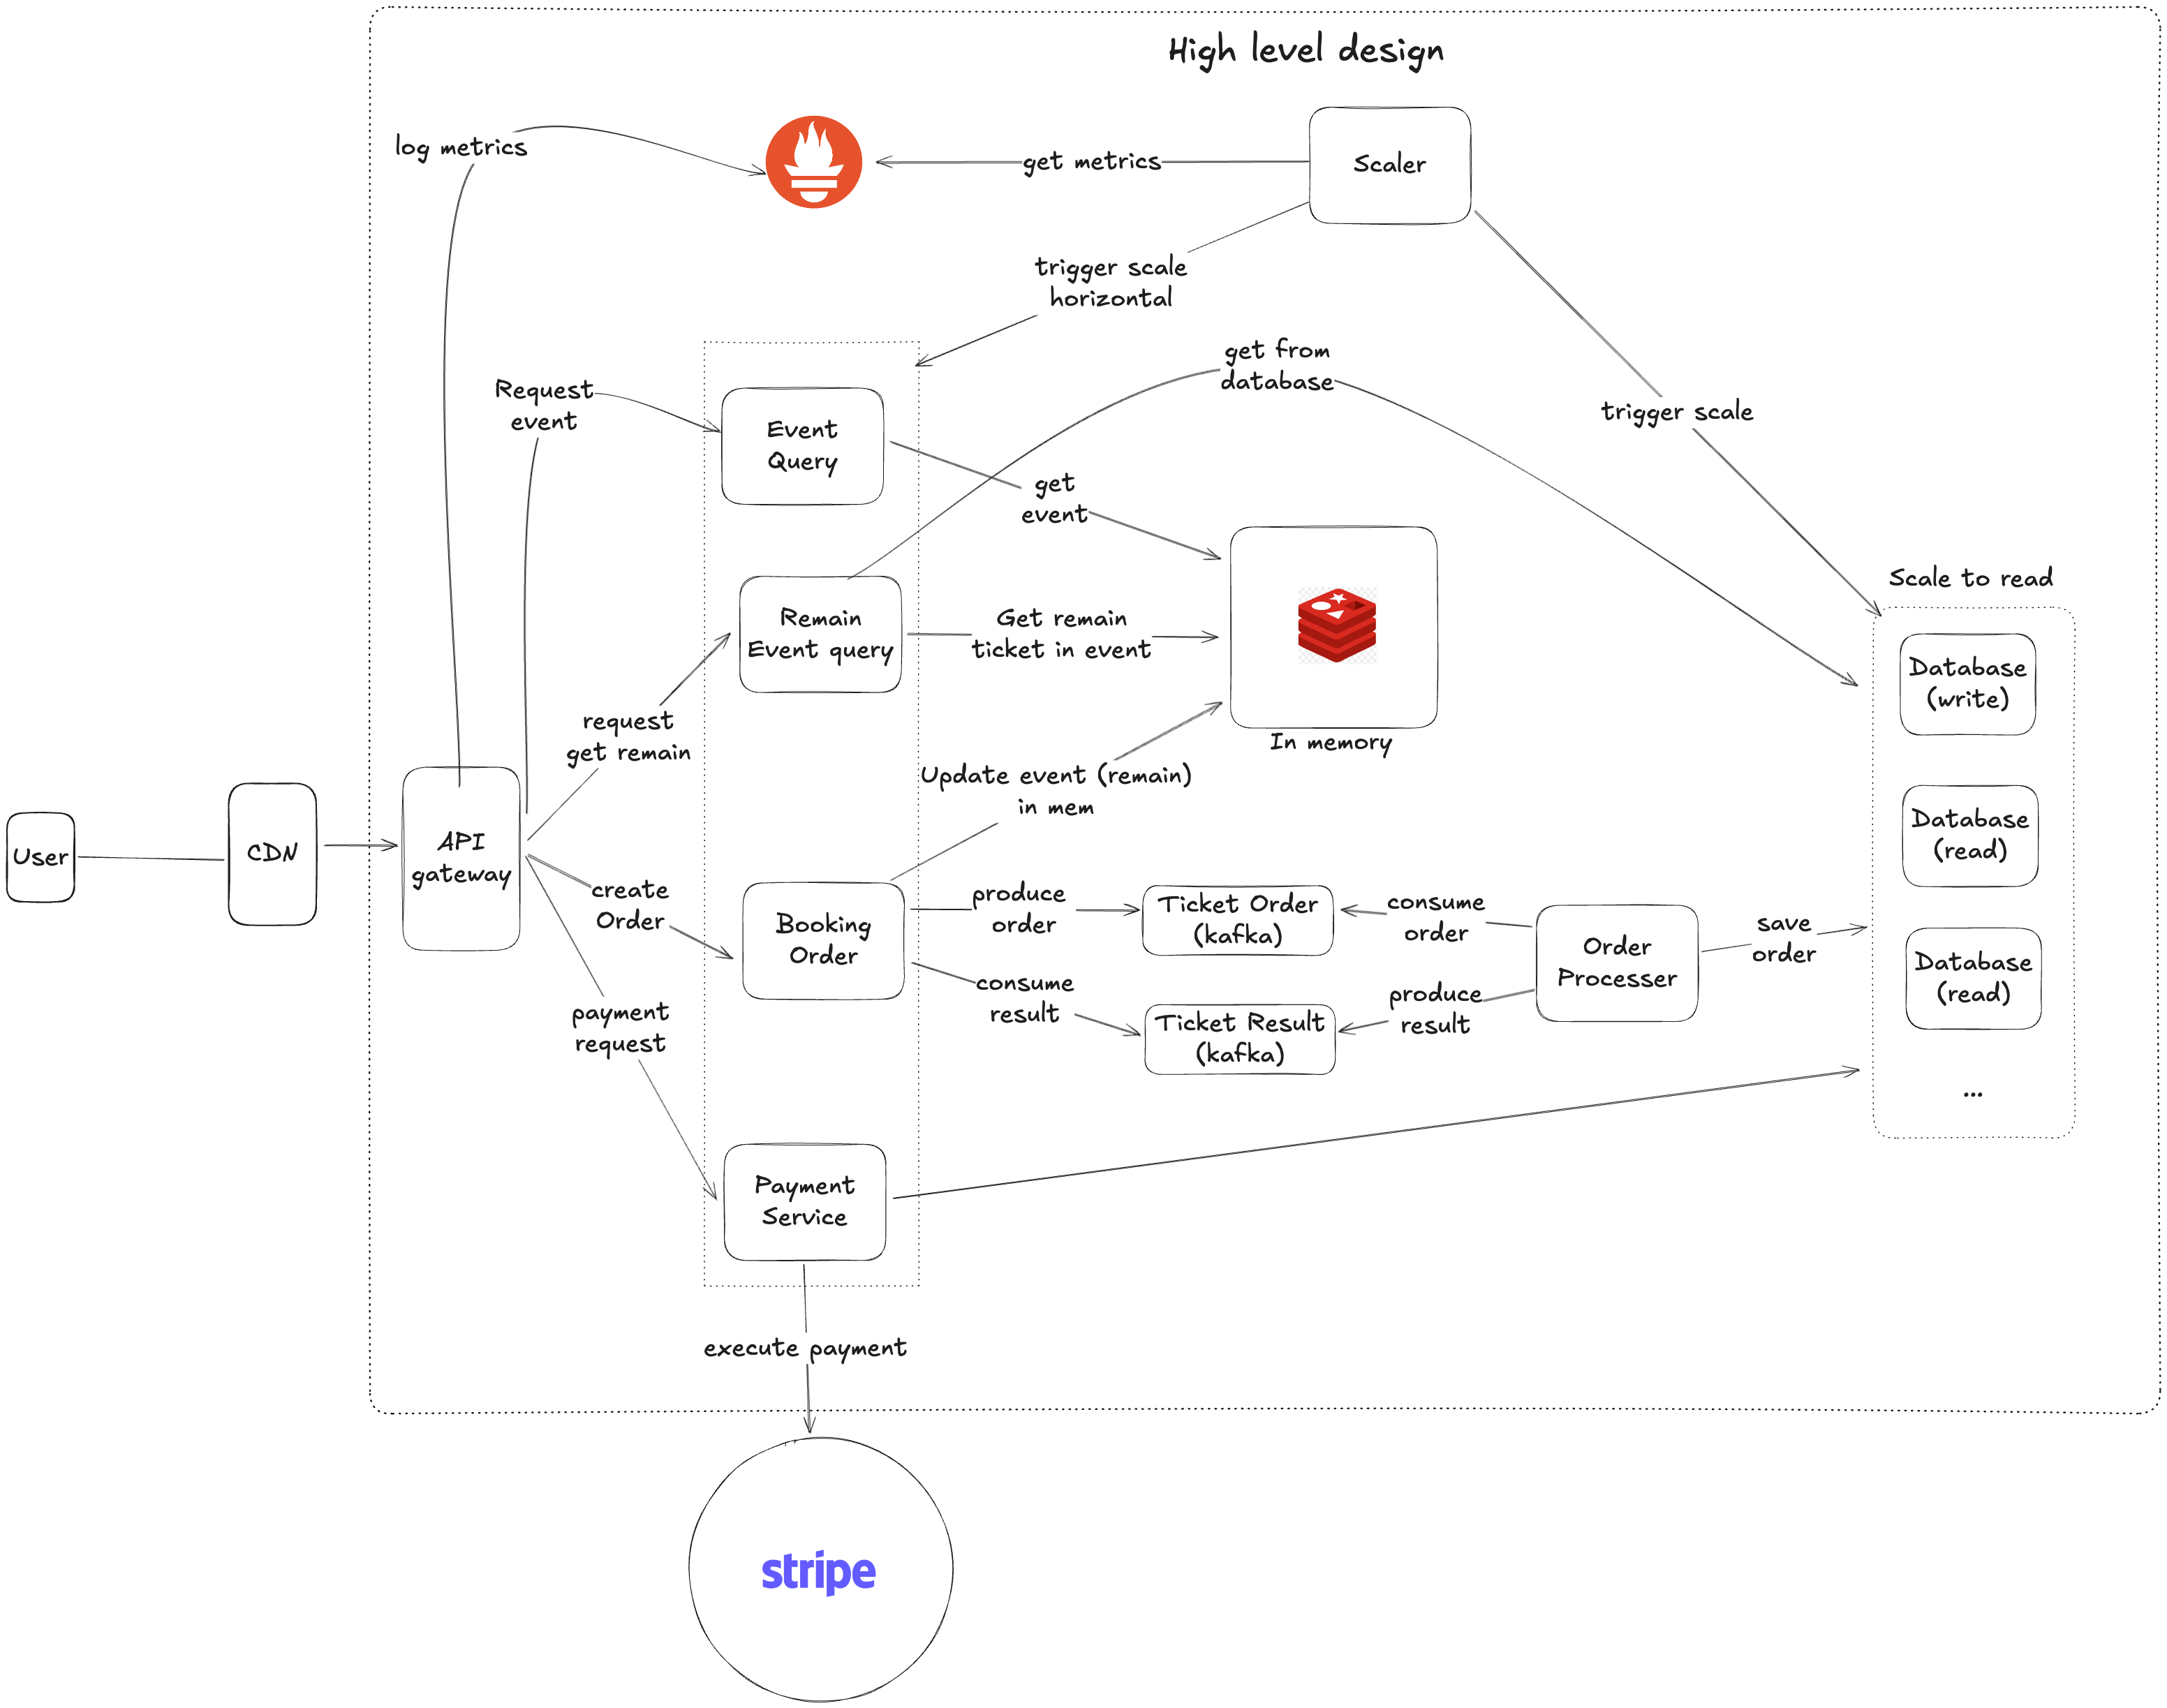 High level design
log metrics
get metrics
Scaler
trigger scale
horizontal
get from
database
Request
event
trigger scale
Event
Query
get
event
Scale to read
Remain
Event query
Get remain
ticket in event
Database
(write)
request
get remain
In memory
Update event (remain)
in mem
User
CDN
API
gateway
Database
(read)
create
Order
Booking
Order
produce
order
Ticket Order
(kafka)
consume
order
Order
Processer
save
order
Database
(read)
consume
result
Ticket Result
(kafka)
produce
result
payment
request
...
Payment
Service
execute payment
stripe